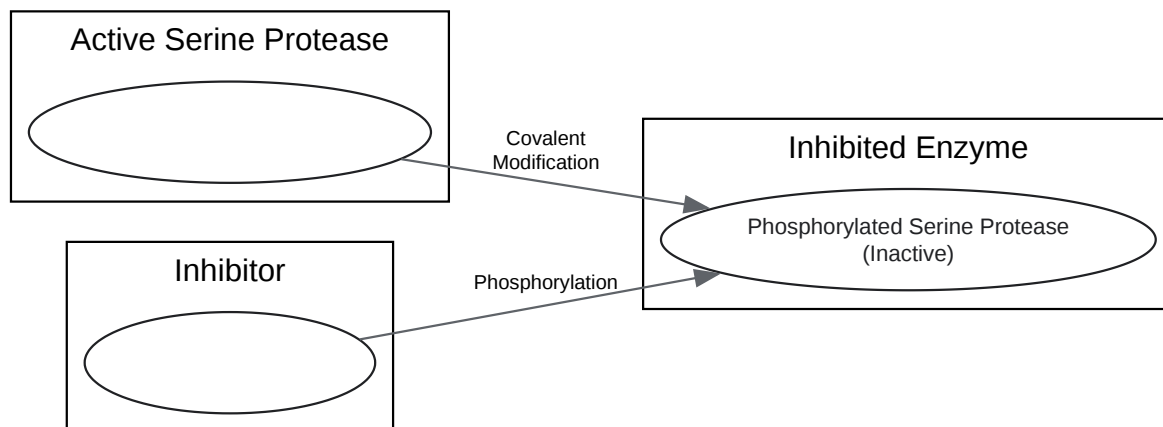 Active Serine Protease
Covalent
Modification
Inhibited Enzyme
Phosphorylated Serine Protease
(Inactive)
Inhibitor
Phosphorylation